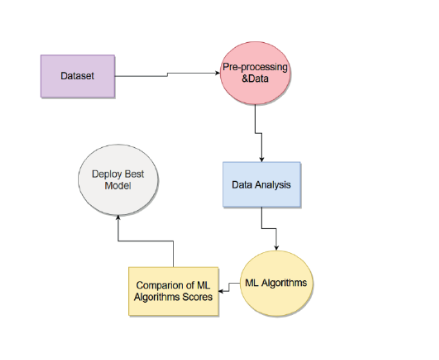 Dataset
Pre-processing
&Data
Data Analysis
ML Algorithms
Comparion of ML
Algorithms Scores
Deploy Best
Model